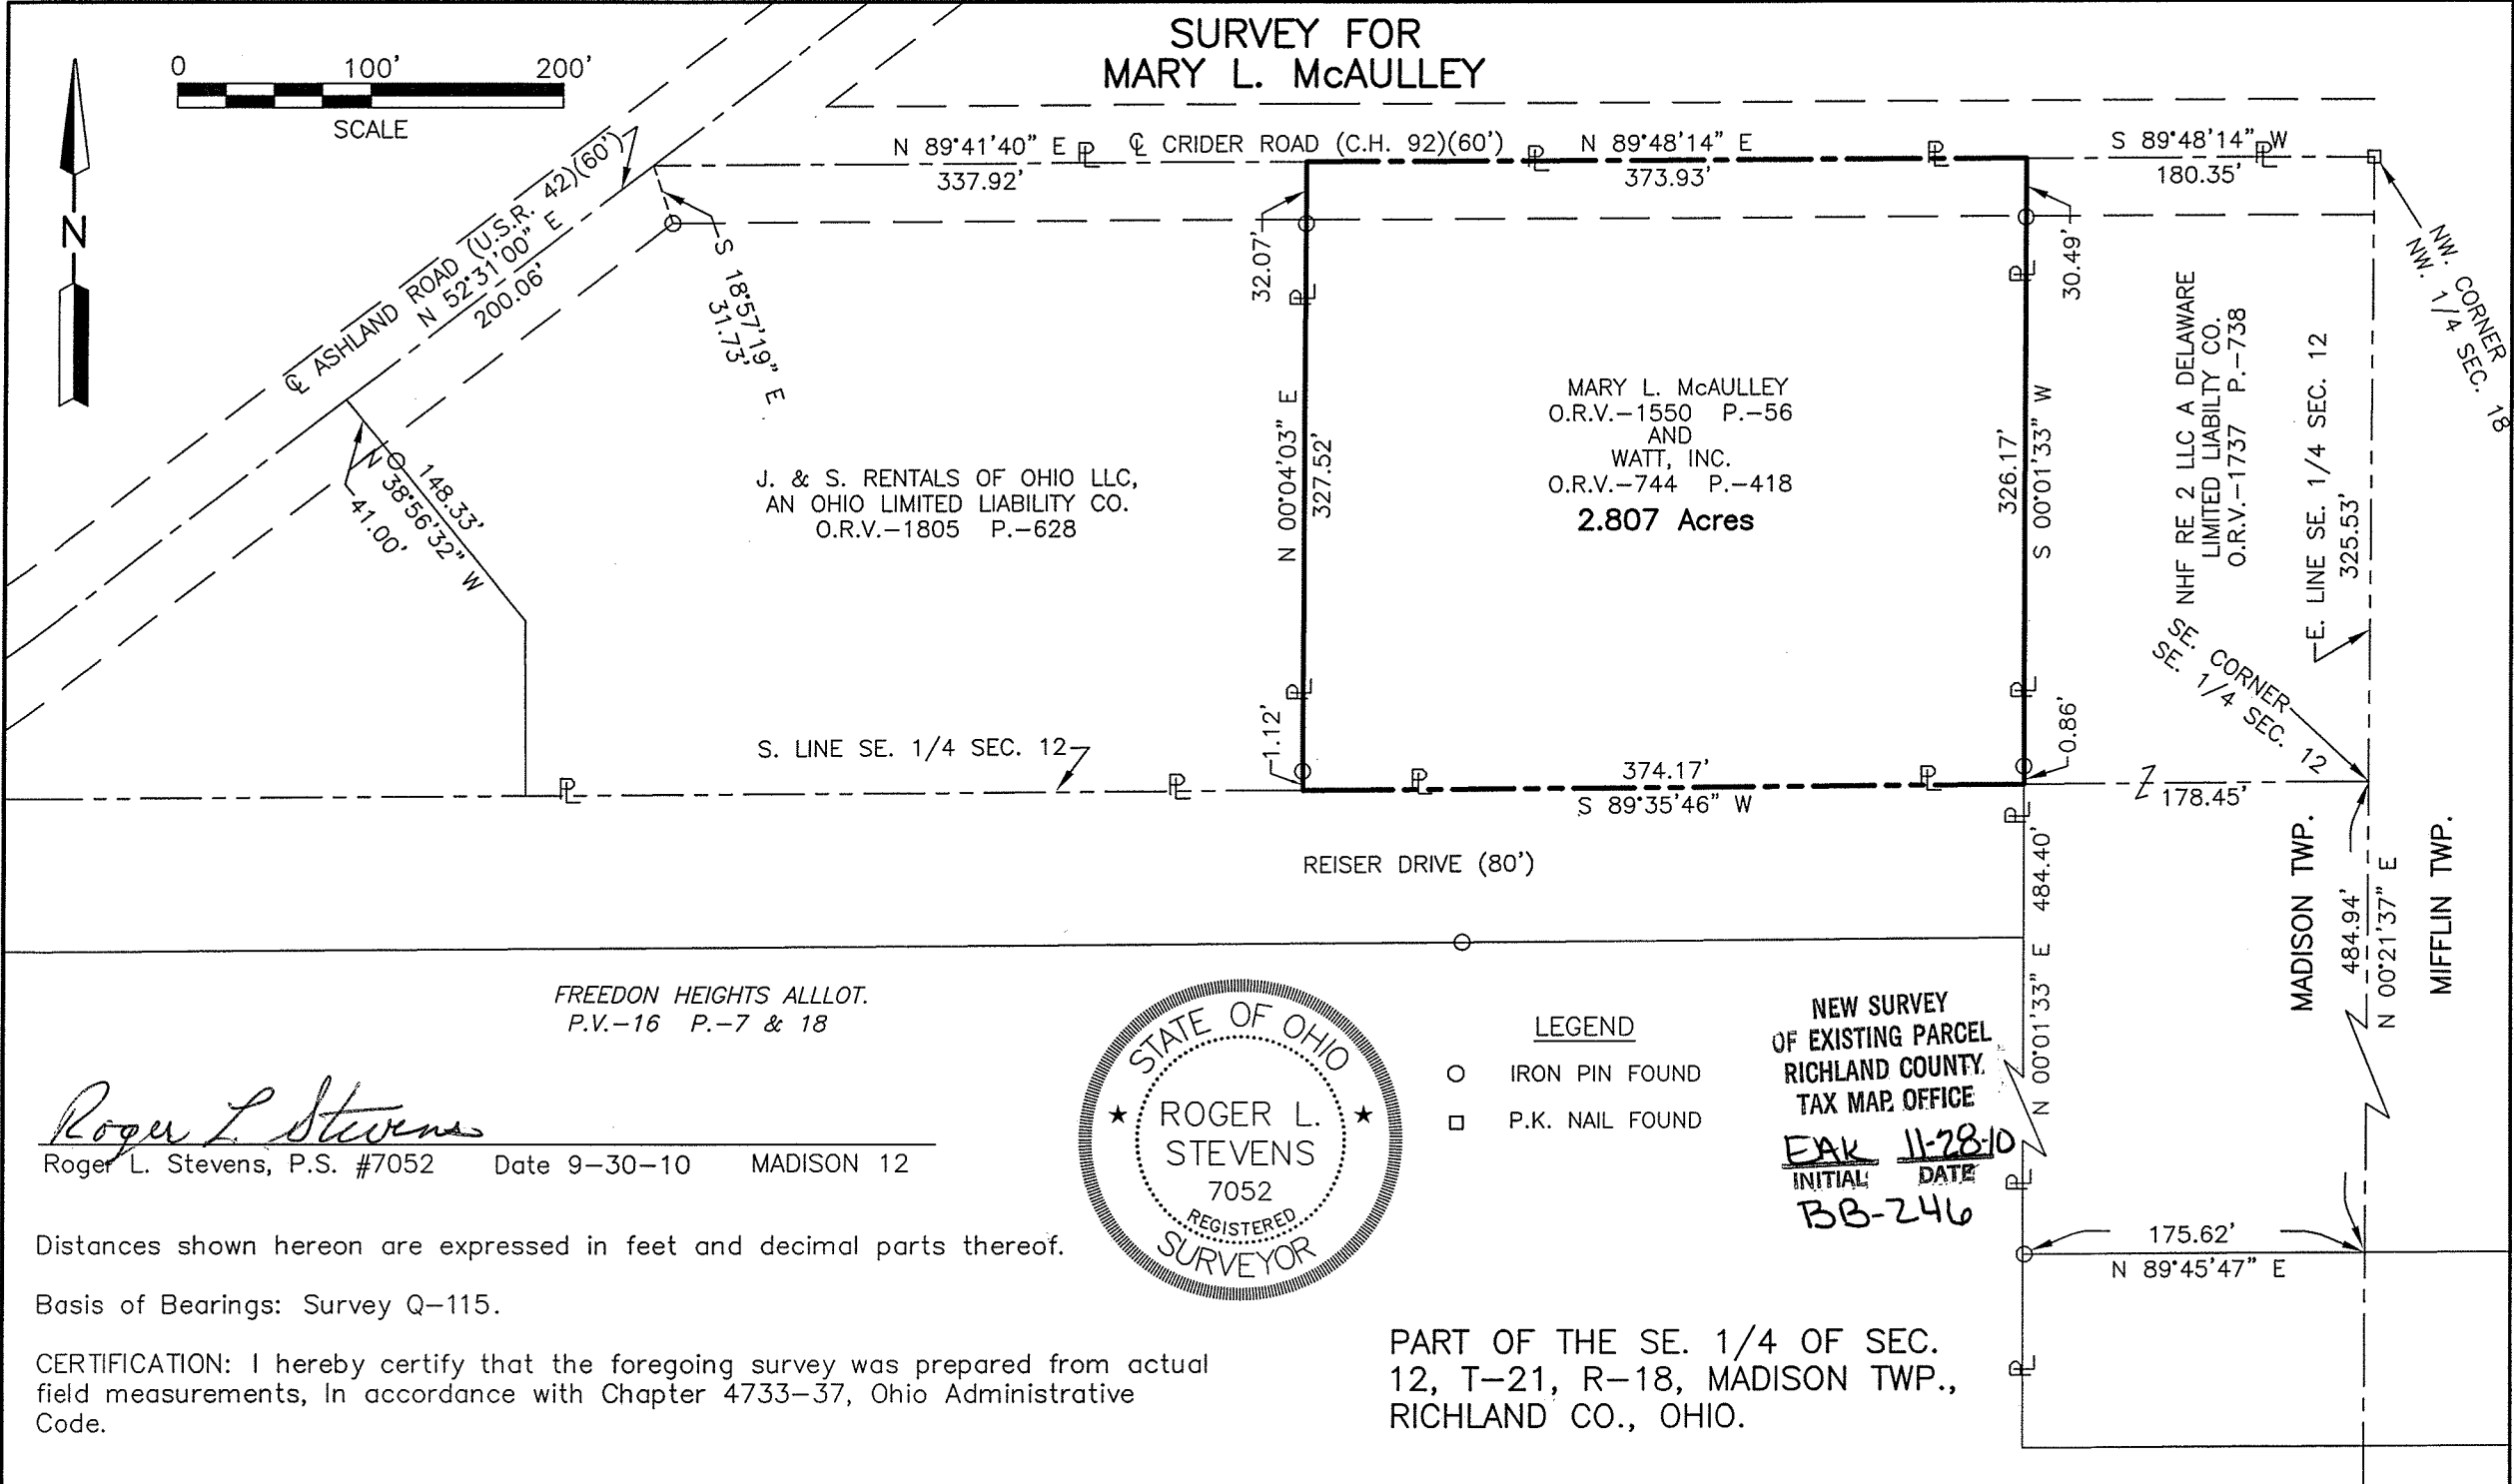 SURVEY FOR
MARY L. McAULLEY
0 100' 200'
SCALE
N
℄ ASHLAND ROAD (U.S.R. 42)(60')
N 52°31'00" E
200.06'
N 89°41'40" E
337.92'
℄ CRIDER ROAD (C.H. 92)(60')
N 89°48'14" E
373.93'
S 89°48'14" W
180.35'
S 18°57'19" E
31.73'
32.07'
30.49'
NW. CORNER
NW. 1/4 SEC. 18
148.33'
N 38°56'32" W
41.00'
J. & S. RENTALS OF OHIO LLC,
AN OHIO LIMITED LIABILITY CO.
O.R.V.-1805 P.-628
N 00°04'03" E
327.52'
MARY L. McAULLEY
O.R.V.-1550 P.-56
AND
WATT, INC.
O.R.V.-744 P.-418
2.807 Acres
326.17'
S 00°01'33" W
NHF RE 2 LLC A DELAWARE
LIMITED LIABILITY CO.
O.R.V.-1737 P.-738
E. LINE SE. 1/4 SEC. 12
325.53'
SE. CORNER
SE. 1/4 SEC. 12
S. LINE SE. 1/4 SEC. 12
1.12'
0.86'
374.17'
S 89°35'46" W
178.45'
REISER DRIVE (80')
N 00°01'33" E 484.40'
MADISON TWP.
484.94'
N 00°21'37" E
MIFFLIN TWP.
FREEDON HEIGHTS ALLLOT.
P.V.-16 P.-7 & 18
Roger L Stevens
Roger L. Stevens, P.S. #7052 Date 9-30-10 MADISON 12
STATE OF OHIO
ROGER L.
STEVENS
7052
REGISTERED
SURVEYOR
LEGEND
IRON PIN FOUND
P.K. NAIL FOUND
NEW SURVEY
OF EXISTING PARCEL
RICHLAND COUNTY
TAX MAP OFFICE
EAK 11-28-10
INITIAL DATE
BB-246
175.62'
N 89°45'47" E
Distances shown hereon are expressed in feet and decimal parts thereof.
Basis of Bearings: Survey Q-115.
CERTIFICATION: I hereby certify that the foregoing survey was prepared from actual
field measurements, In accordance with Chapter 4733-37, Ohio Administrative
Code.
PART OF THE SE. 1/4 OF SEC.
12, T-21, R-18, MADISON TWP.,
RICHLAND CO., OHIO.